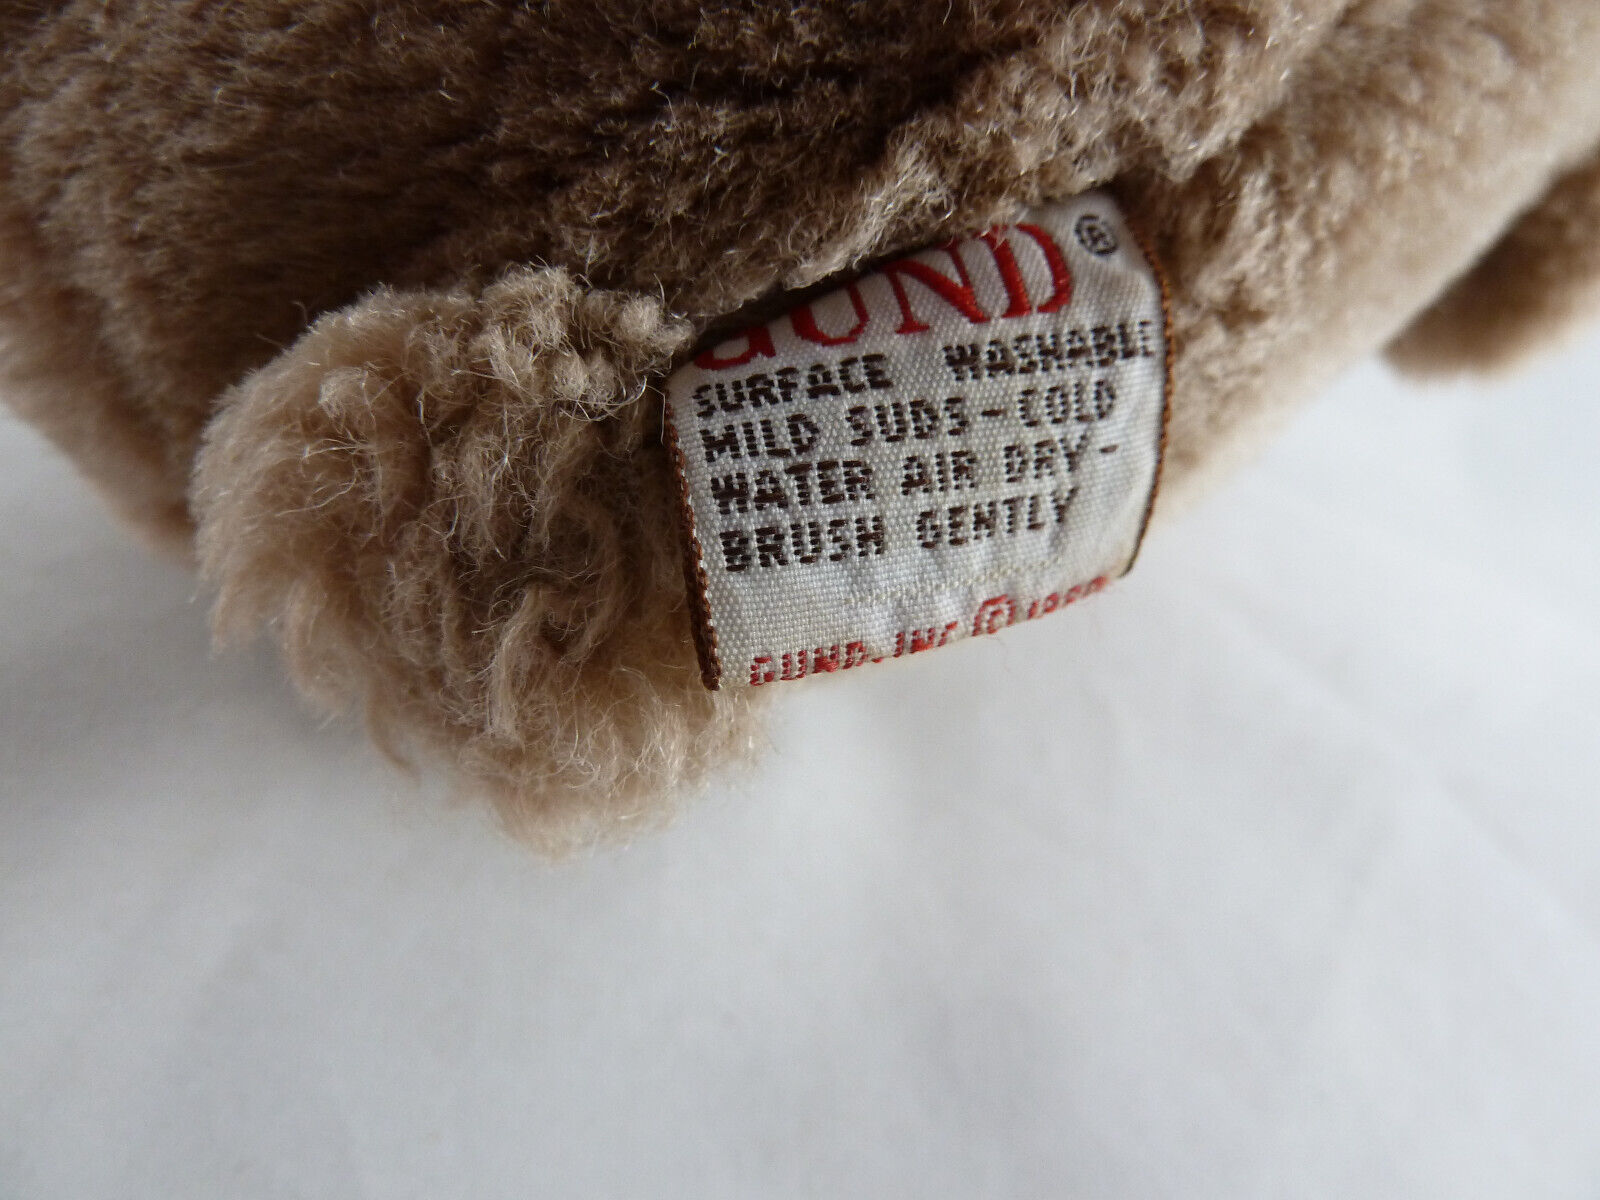 GUND ®
SURFACE WASHABLE
MILD SUDS - COLD
WATER AIR DRY -
BRUSH GENTLY
GUND, INC ©